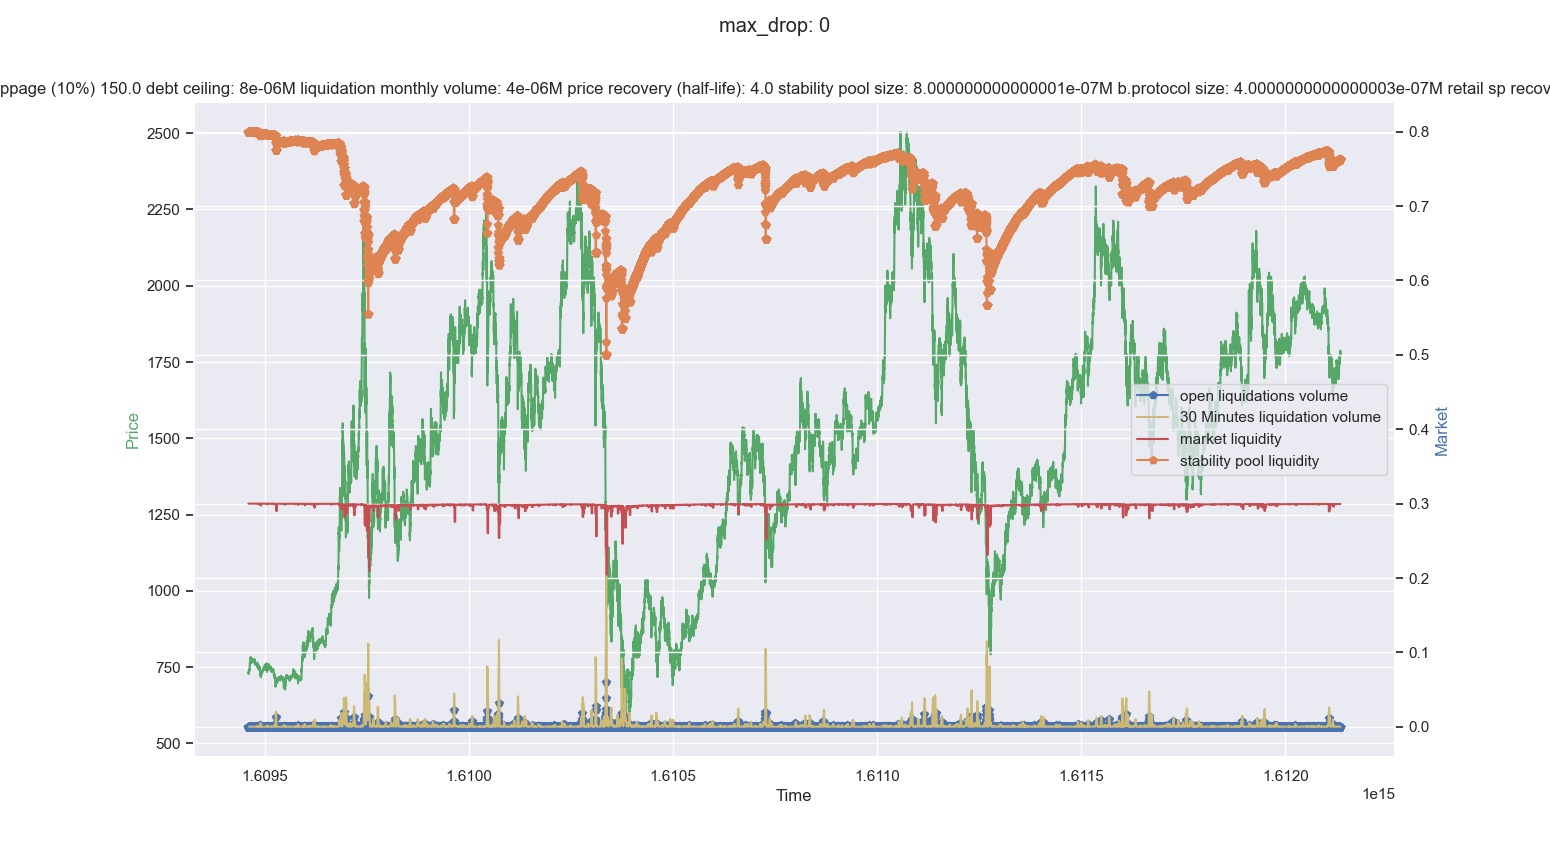 max_drop: 0
ppage (10%) 150.0 debt ceiling: 8e-06M liquidation monthly volume: 4e-06M price recovery (half-life): 4.0 stability pool size: 8.000000000000001e-07M b.protocol size: 4.0000000000000003e-07M retail sp recov
2500
2250
2000
1750
1500
1250
1000
750
500
Price
0.8
0.7
0.6
0.5
0.4
0.3
0.2
0.1
0.0
Market
open liquidations volume
30 Minutes liquidation volume
market liquidity
stability pool liquidity
1.6095 1.6100 1.6105 1.6110 1.6115 1.6120
Time
1e15